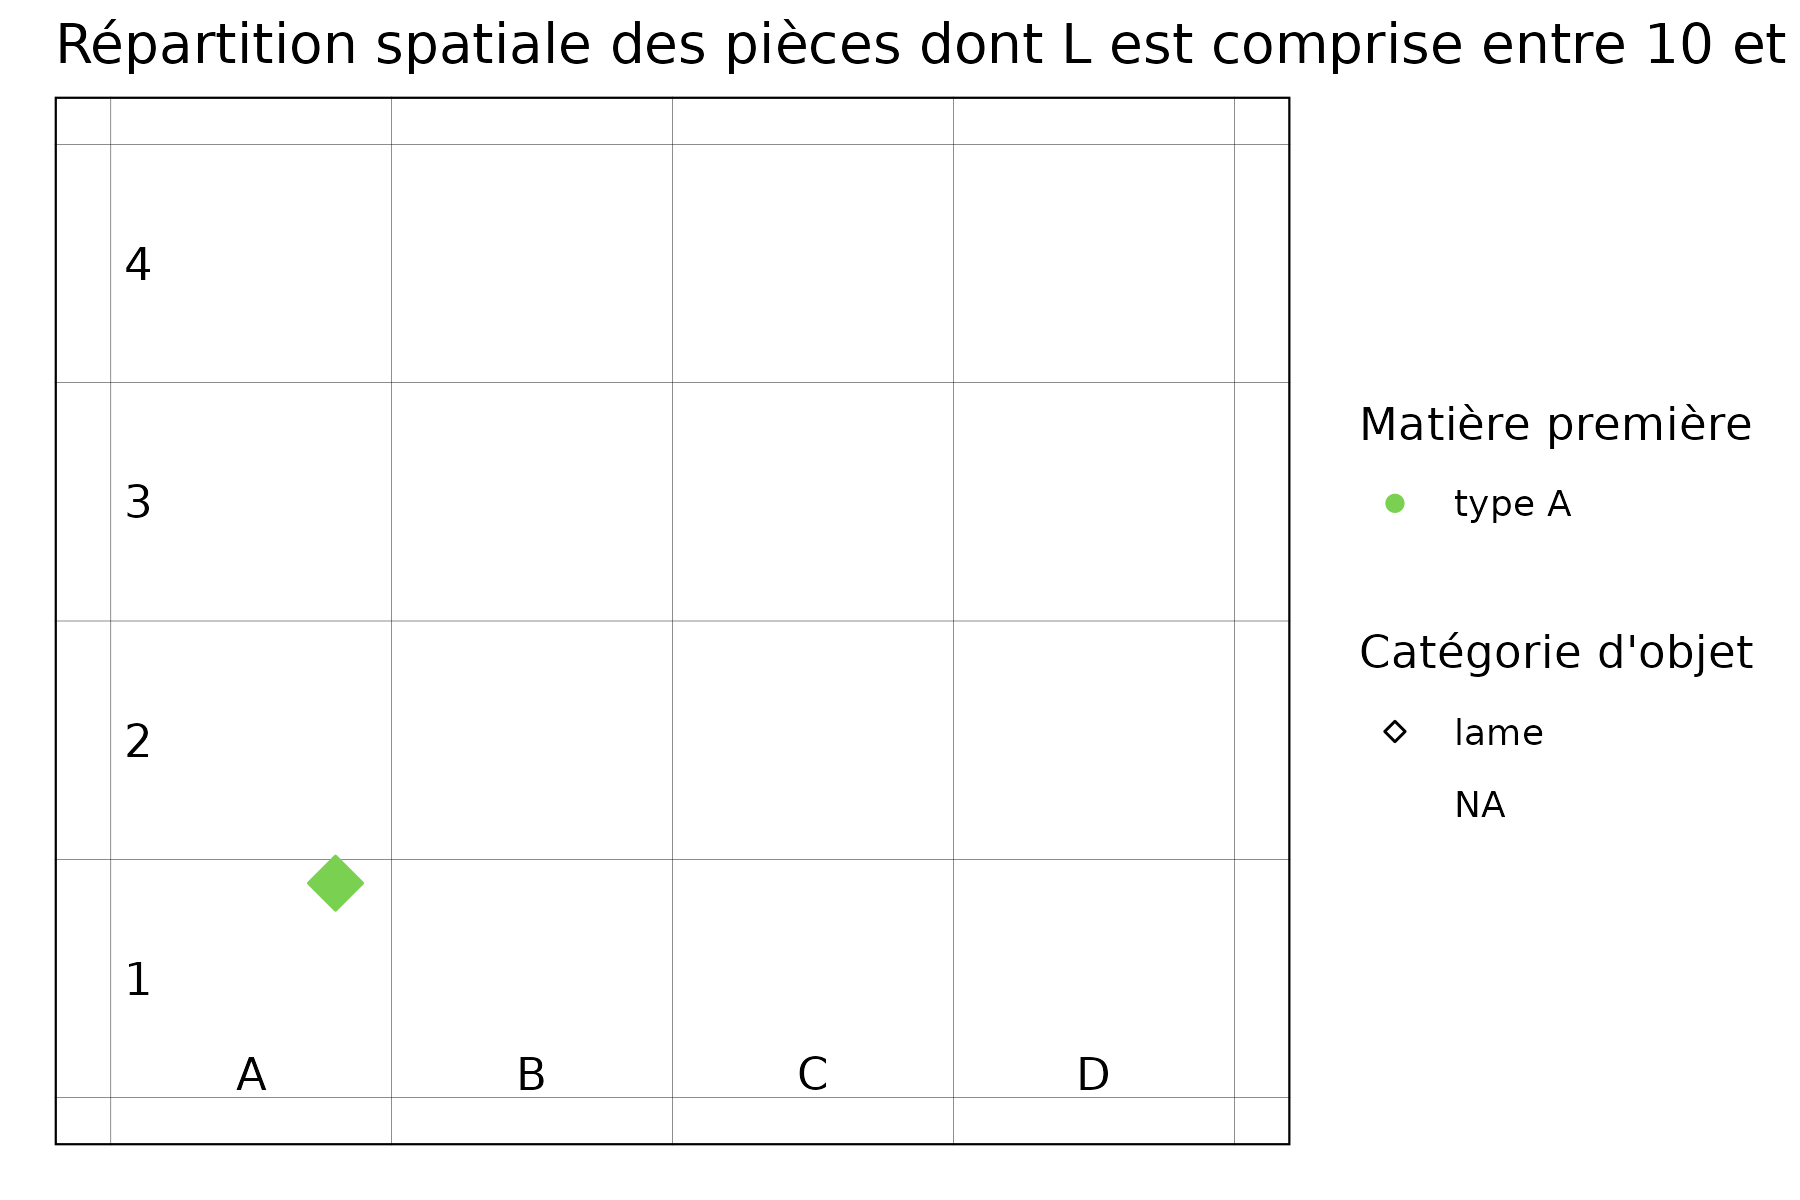 Répartition spatiale des pièces dont L est comprise entre 10 et
4
3
2
1
A B C D
Matière première
type A
Catégorie d'objet
lame
NA